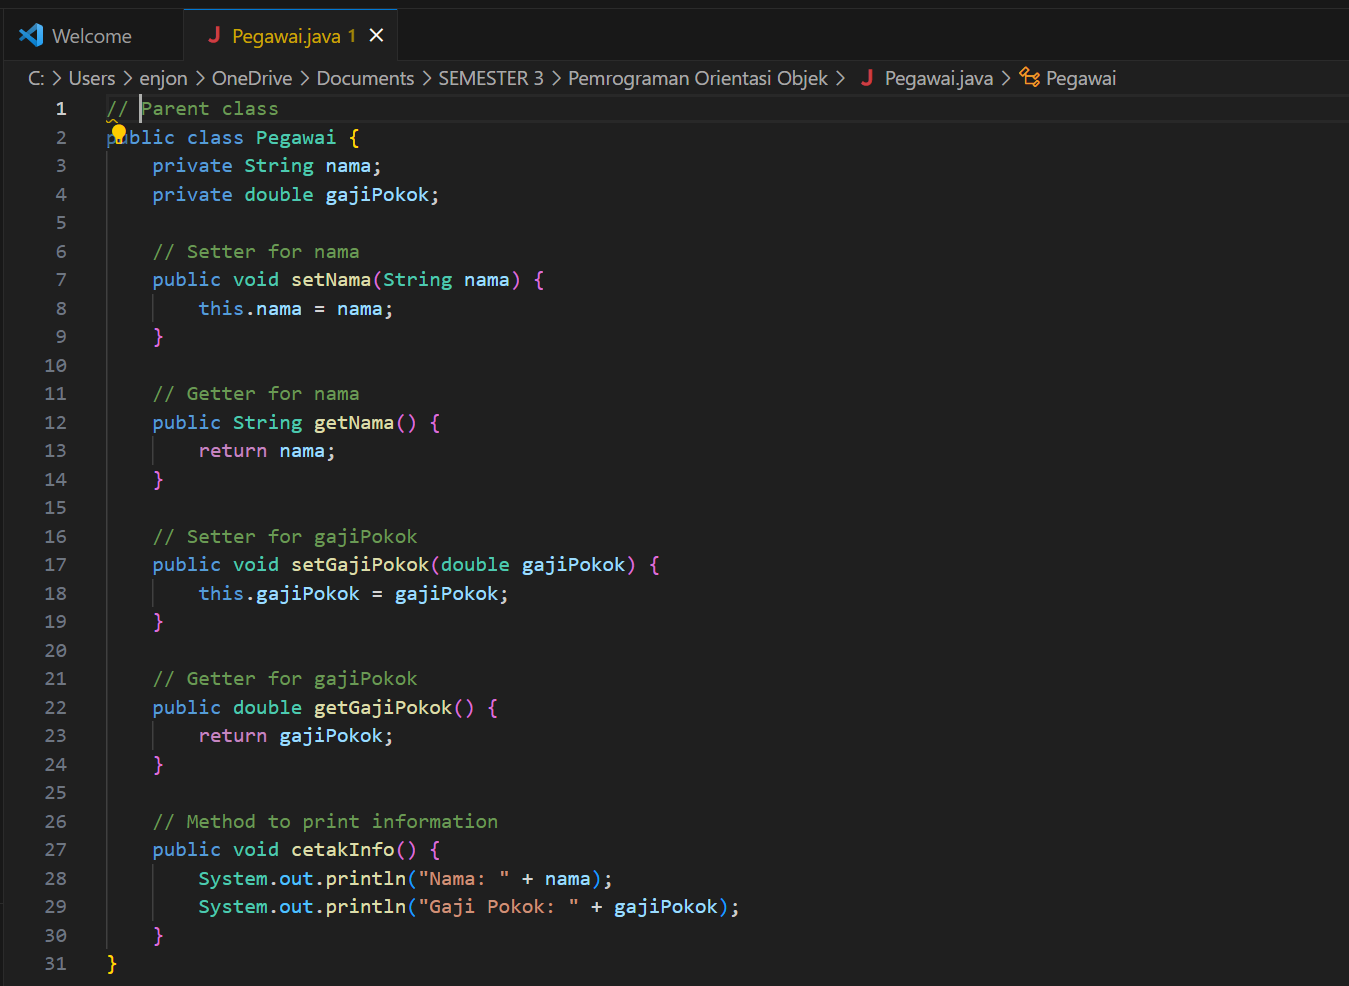 Welcome
Pegawai.java 1
C: > Users > enjon > OneDrive > Documents > SEMESTER 3 > Pemrograman Orientasi Objek > Pegawai.java > Pegawai
1 // Parent class
2 public class Pegawai {
3 private String nama;
4 private double gajiPokok;
5
6 // Setter for nama
7 public void setNama(String nama) {
8 this.nama = nama;
9 }
10
11 // Getter for nama
12 public String getNama() {
13 return nama;
14 }
15
16 // Setter for gajiPokok
17 public void setGajiPokok(double gajiPokok) {
18 this.gajiPokok = gajiPokok;
19 }
20
21 // Getter for gajiPokok
22 public double getGajiPokok() {
23 return gajiPokok;
24 }
25
26 // Method to print information
27 public void cetakInfo() {
28 System.out.println("Nama: " + nama);
29 System.out.println("Gaji Pokok: " + gajiPokok);
30 }
31 }